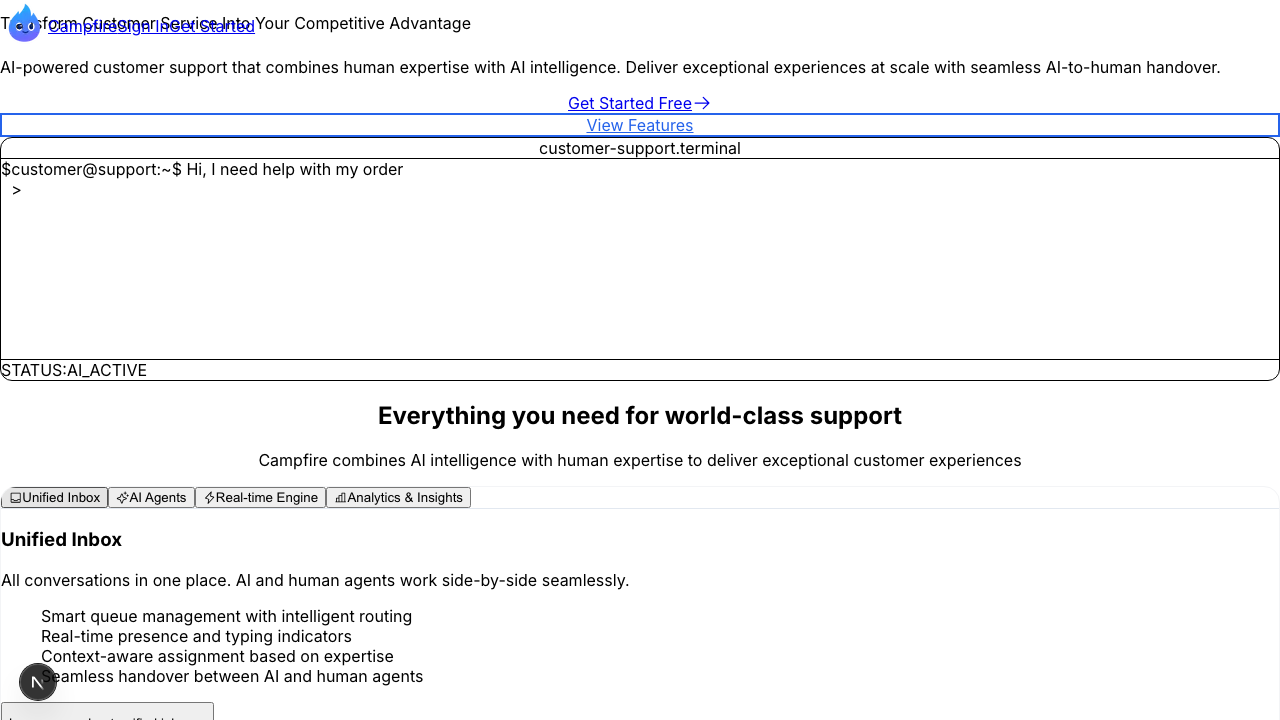 Transform Customer Service Into Your Competitive Advantage
CampfireSign InGet Started
AI-powered customer support that combines human expertise with AI intelligence. Deliver exceptional experiences at scale with seamless AI-to-human handover.
Get Started Free
View Features
customer-support.terminal
$customer@support:~$ Hi, I need help with my order
>
STATUS:AI_ACTIVE
Everything you need for world-class support
Campfire combines AI intelligence with human expertise to deliver exceptional customer experiences
Unified Inbox AI Agents Real-time Engine Analytics & Insights
Unified Inbox
All conversations in one place. AI and human agents work side-by-side seamlessly.
Smart queue management with intelligent routing
Real-time presence and typing indicators
Context-aware assignment based on expertise
Seamless handover between AI and human agents